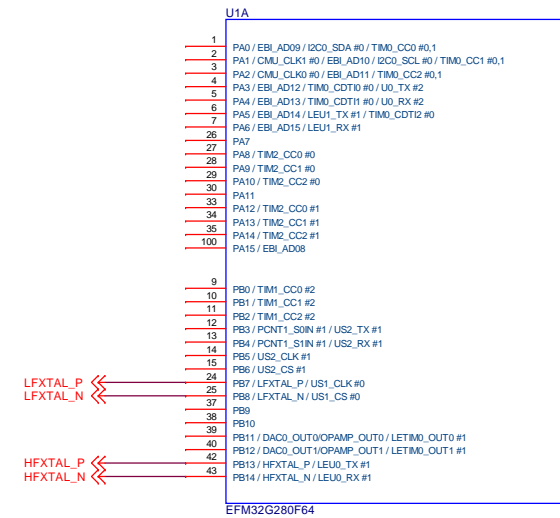 U1A
1 PA0 / EBI_AD09 / I2C0_SDA #0 / TIM0_CC0 #0,1
2 PA1 / CMU_CLK1 #0 / EBI_AD10 / I2C0_SCL #0 / TIM0_CC1 #0,1
3 PA2 / CMU_CLK0 #0 / EBI_AD11 / TIM0_CC2 #0,1
4 PA3 / EBI_AD12 / TIM0_CDTI0 #0 / U0_TX #2
5 PA4 / EBI_AD13 / TIM0_CDTI1 #0 / U0_RX #2
6 PA5 / EBI_AD14 / LEU1_TX #1 / TIM0_CDTI2 #0
7 PA6 / EBI_AD15 / LEU1_RX #1
26 PA7
27 PA8 / TIM2_CC0 #0
28 PA9 / TIM2_CC1 #0
29 PA10 / TIM2_CC2 #0
30 PA11
33 PA12 / TIM2_CC0 #1
34 PA13 / TIM2_CC1 #1
35 PA14 / TIM2_CC2 #1
100 PA15 / EBI_AD08
9 PB0 / TIM1_CC0 #2
10 PB1 / TIM1_CC1 #2
11 PB2 / TIM1_CC2 #2
12 PB3 / PCNT1_S0IN #1 / US2_TX #1
13 PB4 / PCNT1_S1IN #1 / US2_RX #1
14 PB5 / US2_CLK #1
15 PB6 / US2_CS #1
LFXTAL_P 24 PB7 / LFXTAL_P / US1_CLK #0
LFXTAL_N 25 PB8 / LFXTAL_N / US1_CS #0
37 PB9
38 PB10
39 PB11 / DAC0_OUT0/OPAMP_OUT0 / LETIM0_OUT0 #1
40 PB12 / DAC0_OUT1/OPAMP_OUT1 / LETIM0_OUT1 #1
HFXTAL_P 42 PB13 / HFXTAL_P / LEU0_TX #1
HFXTAL_N 43 PB14 / HFXTAL_N / LEU0_RX #1
EFM32G280F64